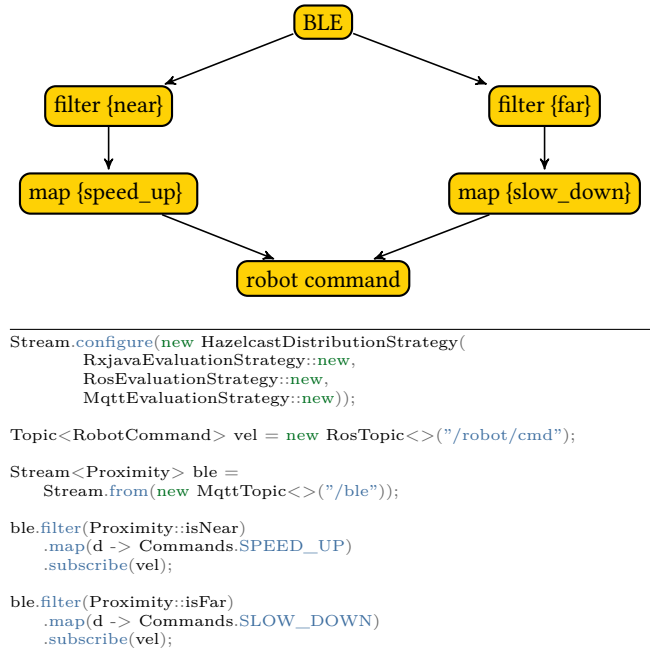 BLE
filter {near}
filter {far}
map {speed_up}
map {slow_down}
robot command
Stream.configure(new HazelcastDistributionStrategy(
RxjavaEvaluationStrategy::new,
RosEvaluationStrategy::new,
MqttEvaluationStrategy::new));
Topic<RobotCommand> vel = new RosTopic<>("/robot/cmd");
Stream<Proximity> ble =
Stream.from(new MqttTopic<>("/ble"));
ble.filter(Proximity::isNear)
.map(d -> Commands.SPEED_UP)
.subscribe(vel);
ble.filter(Proximity::isFar)
.map(d -> Commands.SLOW_DOWN)
.subscribe(vel);